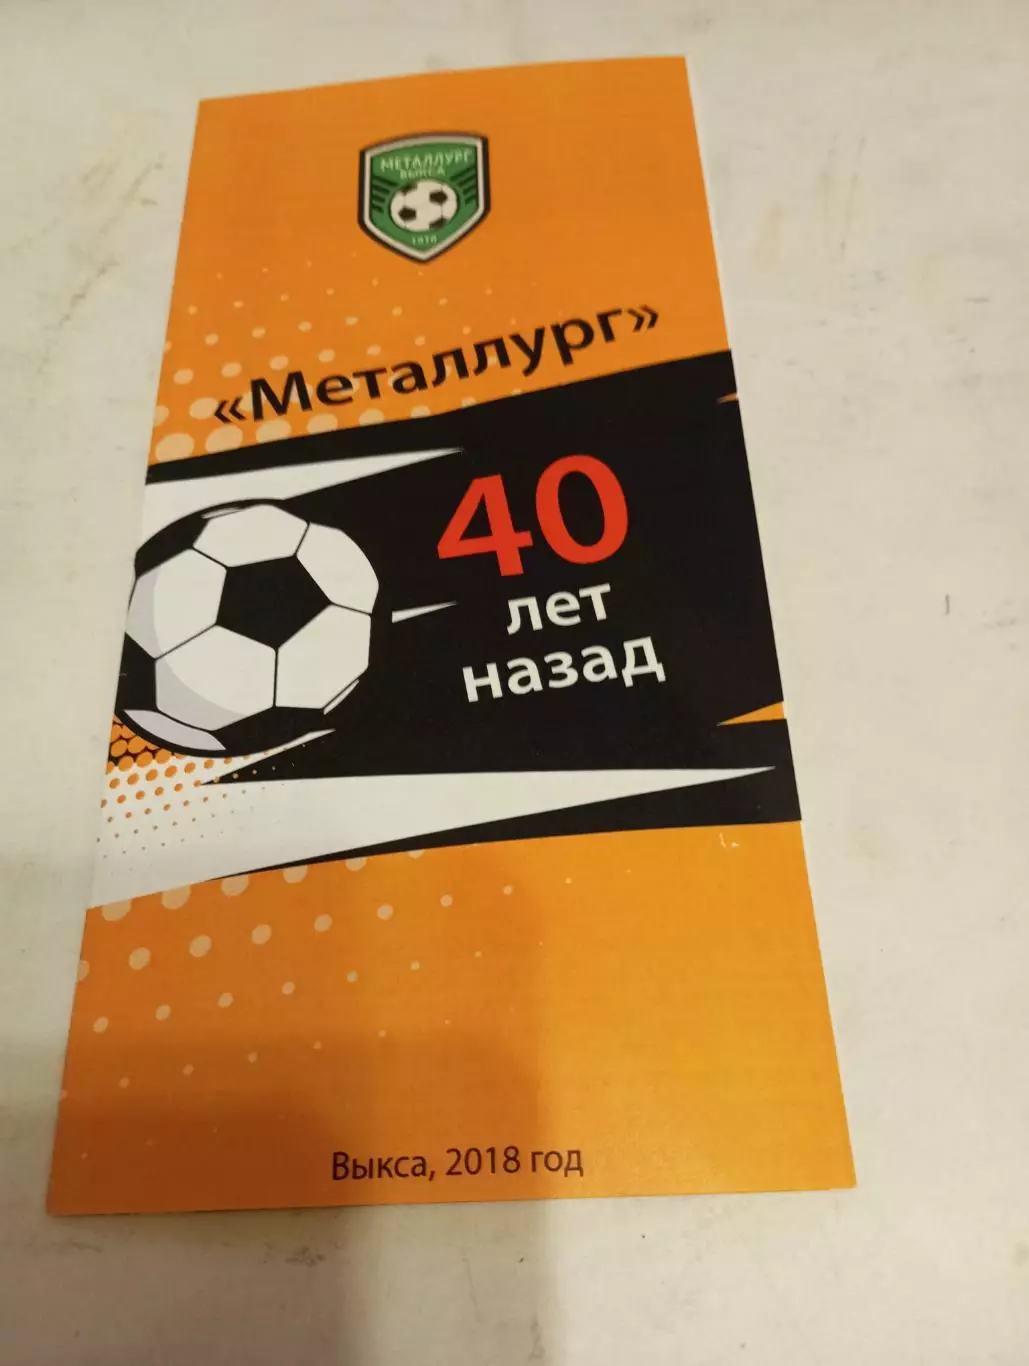 МЕТАЛЛУРГ
ВЫКСА
«Металлург»
40
лет
назад
Выкса, 2018 год